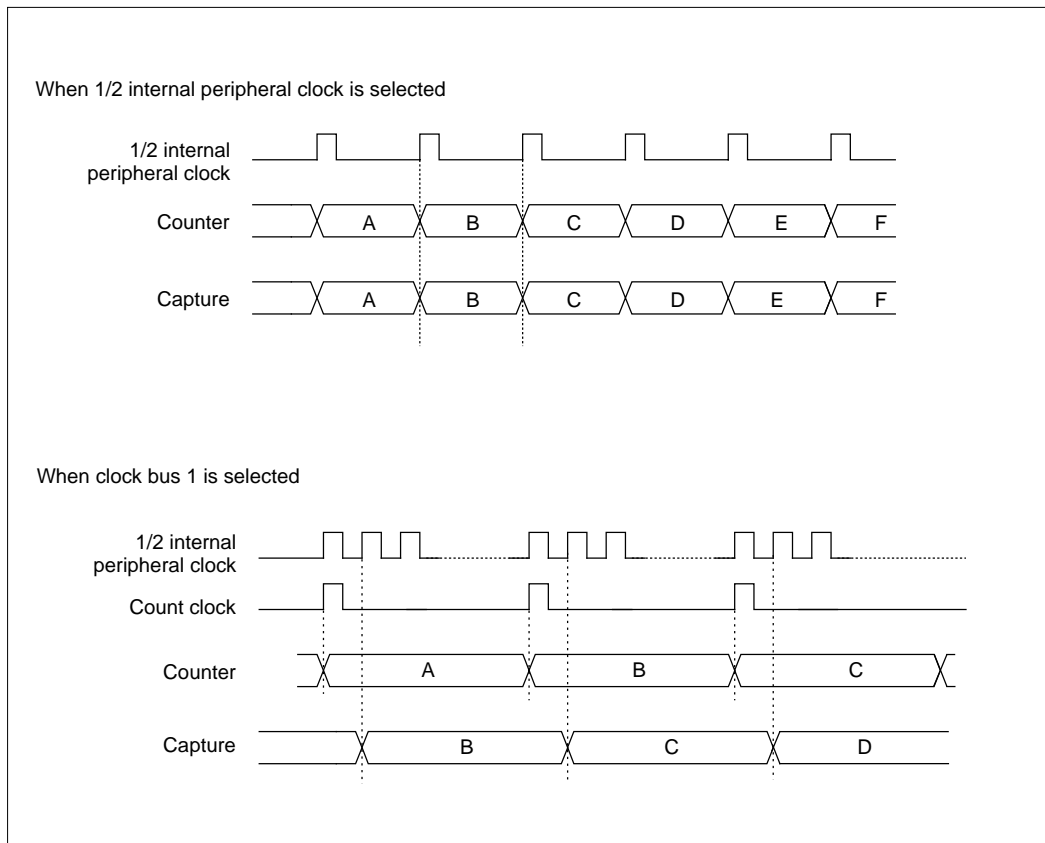 When 1/2 internal peripheral clock is selected
1/2 internal
peripheral clock
Counter A B C D E F
Capture A B C D E F
When clock bus 1 is selected
1/2 internal
peripheral clock
Count clock
Counter A B C
Capture B C D